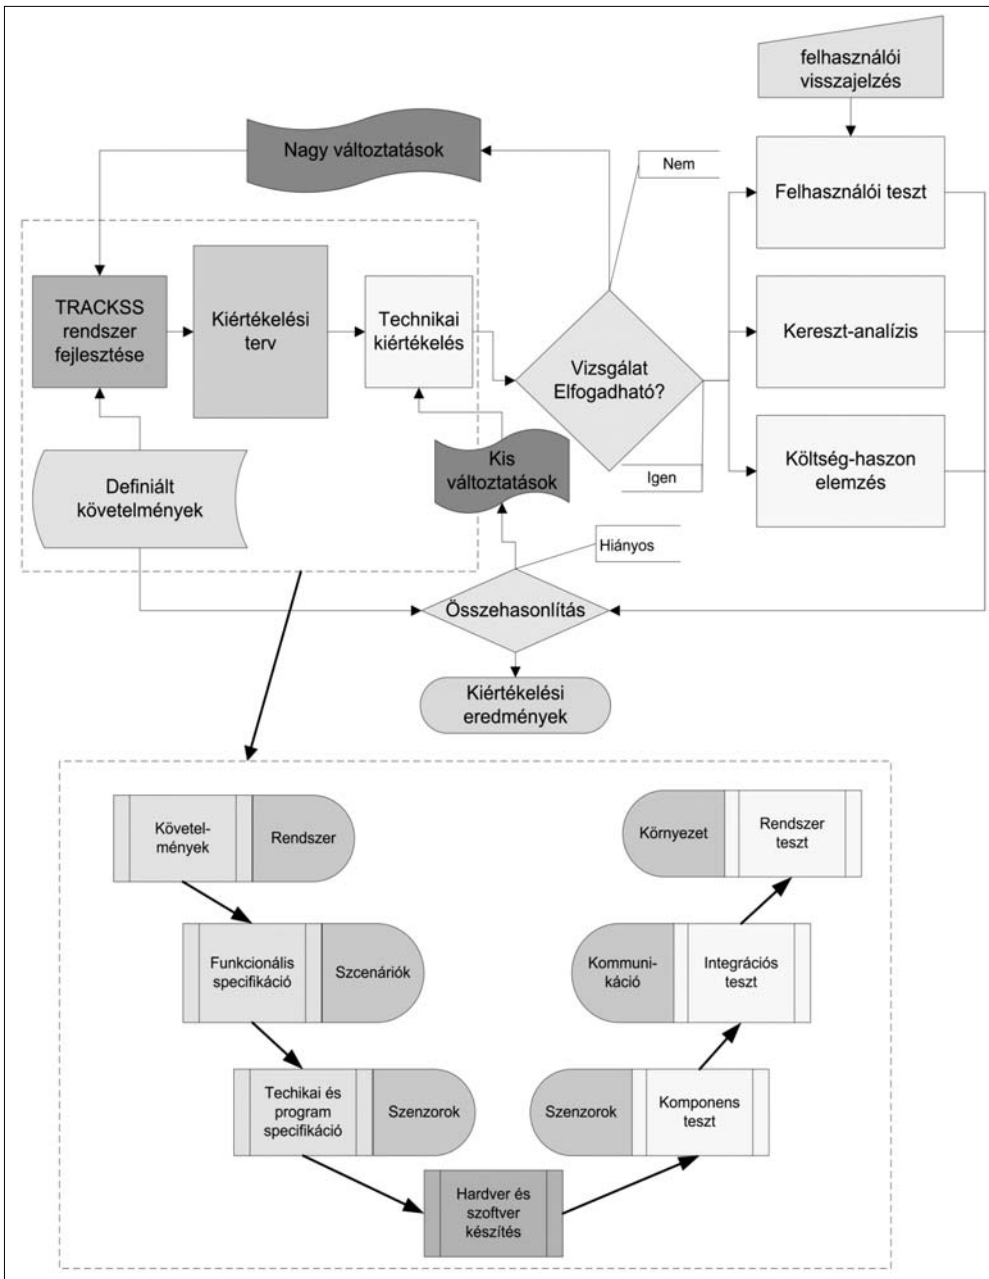 felhasználói
visszajelzés
Nagy változtatások
Nem
Felhasználói teszt
TRACKSS
rendszer
fejlesztése
Kiértékelési
terv
Technikai
kiértékelés
Vizsgálat
Elfogadható?
Kereszt-analízis
Kis
változtatások
Igen
Költség-haszon
elemzés
Definiált
követelmények
Hiányos
Összehasonlítás
Kiértékelési
eredmények
Követel-
mények
Rendszer
Környezet
Rendszer
teszt
Funkcionális
specifikáció
Szcenáriók
Kommuni-
káció
Integrációs
teszt
Techikai és
program
specifikáció
Szenzorok
Szenzorok
Komponens
teszt
Hardver és
szoftver
készítés